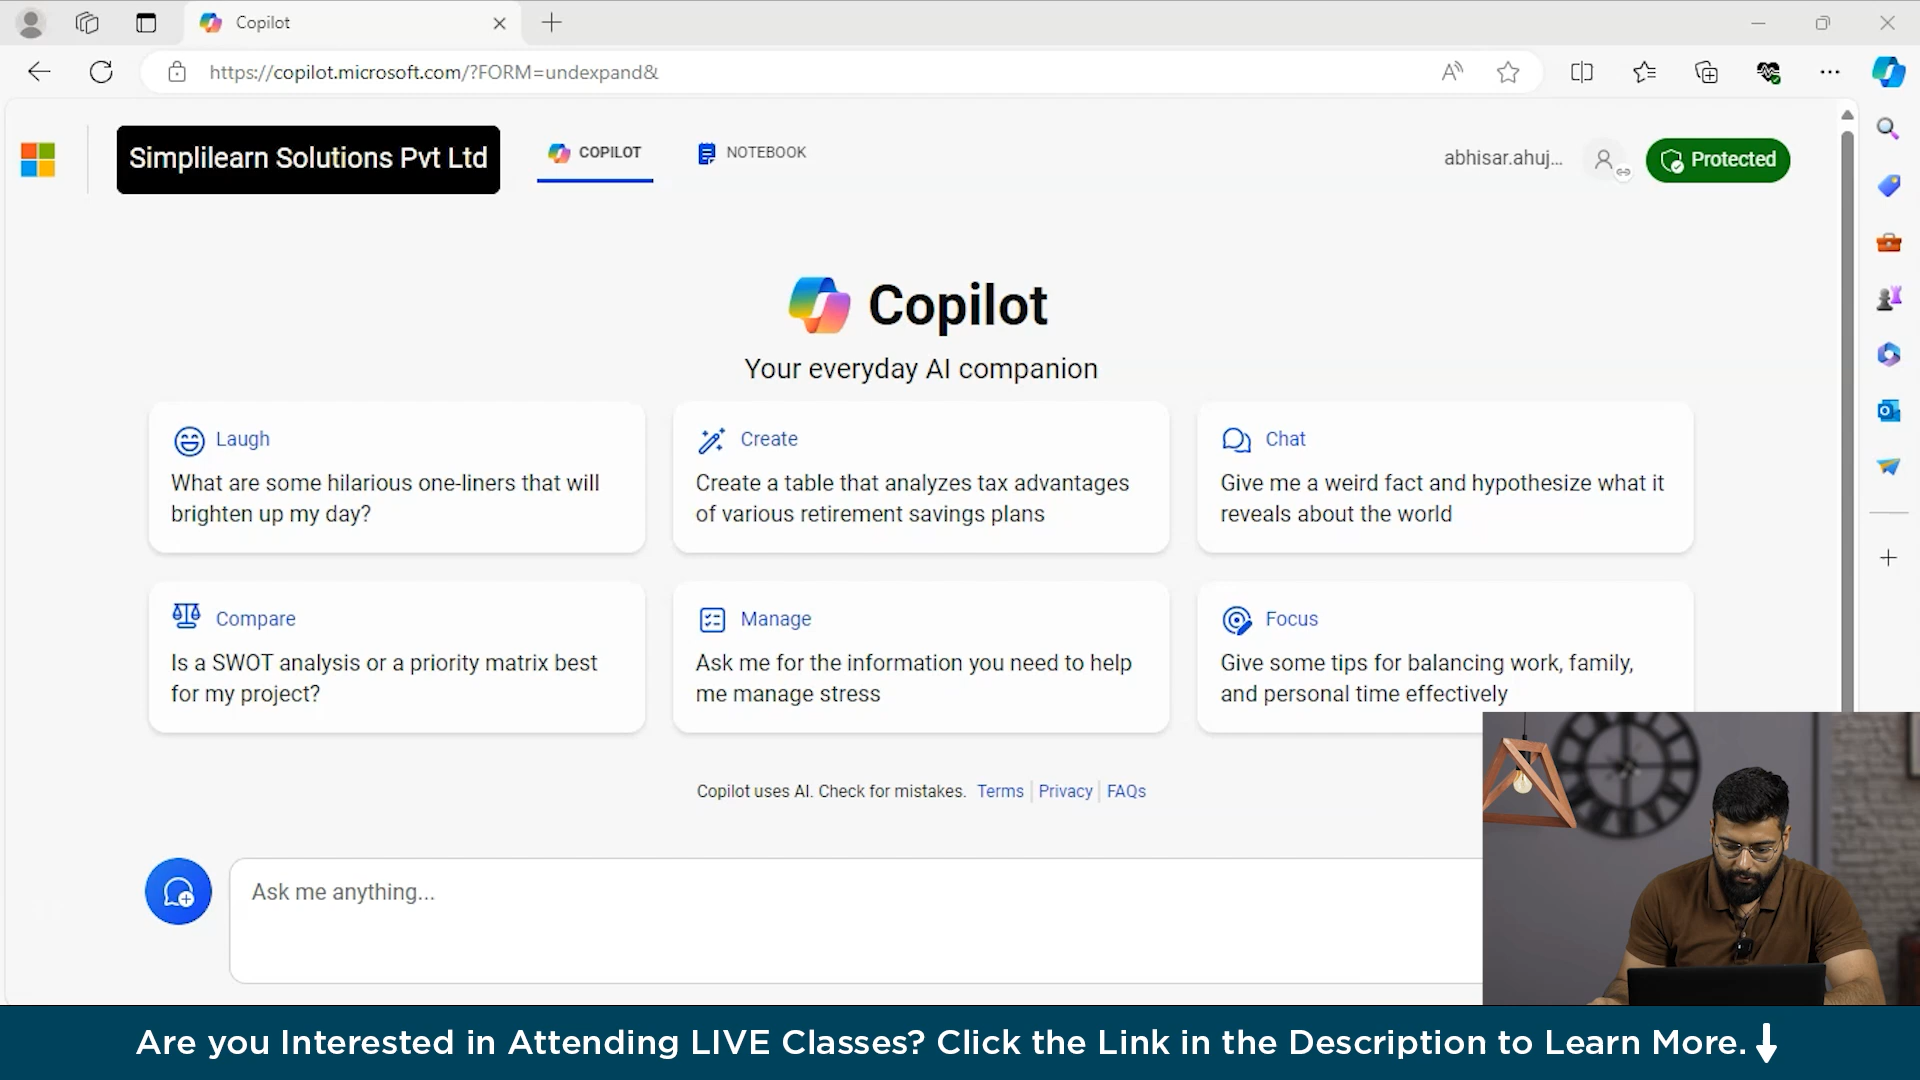 Copilot
https://copilot.microsoft.com/?FORM=undexpand&
Simplilearn Solutions Pvt Ltd
COPILOT
NOTEBOOK
abhisar.ahuj...
Protected
Copilot
Your everyday AI companion
Laugh
What are some hilarious one-liners that will
brighten up my day?
Create
Create a table that analyzes tax advantages
of various retirement savings plans
Chat
Give me a weird fact and hypothesize what it
reveals about the world
Compare
Is a SWOT analysis or a priority matrix best
for my project?
Manage
Ask me for the information you need to help
me manage stress
Focus
Give some tips for balancing work, family,
and personal time effectively
Copilot uses AI. Check for mistakes. Terms | Privacy | FAQs
Ask me anything...
Are you Interested in Attending LIVE Classes? Click the Link in the Description to Learn More.